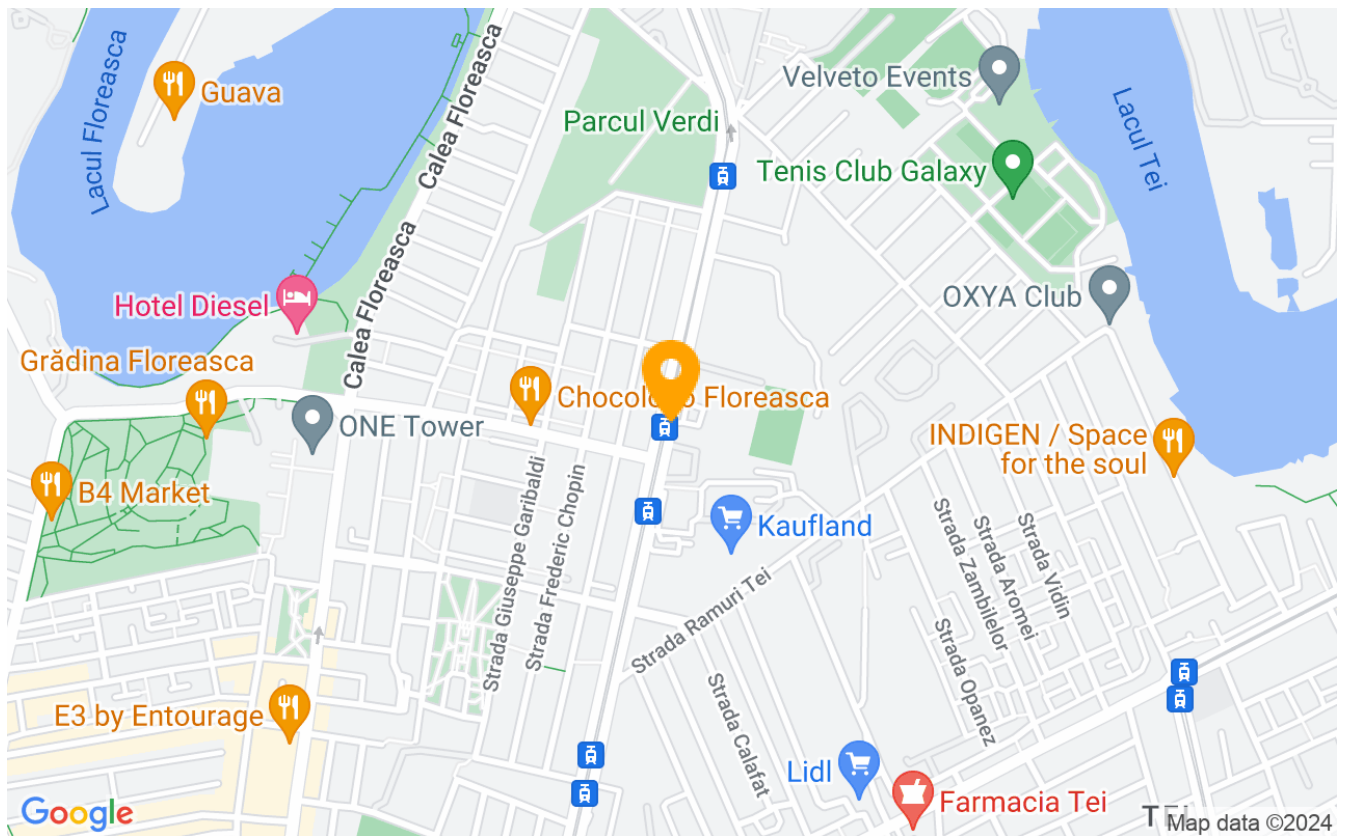 Lacul Floreasca
Guava
Calea Floreasca
Parcul Verdi
Velveto Events
Tenis Club Galaxy
Lacul Tei
Calea Floreasca
Hotel Diesel
OXYA Club
Grădina Floreasca
Floreasca
ONE Tower
INDIGEN / Space
for the soul
B4 Market
Kaufland
Strada Giuseppe Garibaldi
Strada Frederic Chopin
Strada Ramuri Tei
Strada Zambilelor
Strada Aromei
Strada Vidin
Strada Opanez
Strada Calafat
E3 by Entourage
Lidl
Farmacia Tei
Google
Map data ©2024